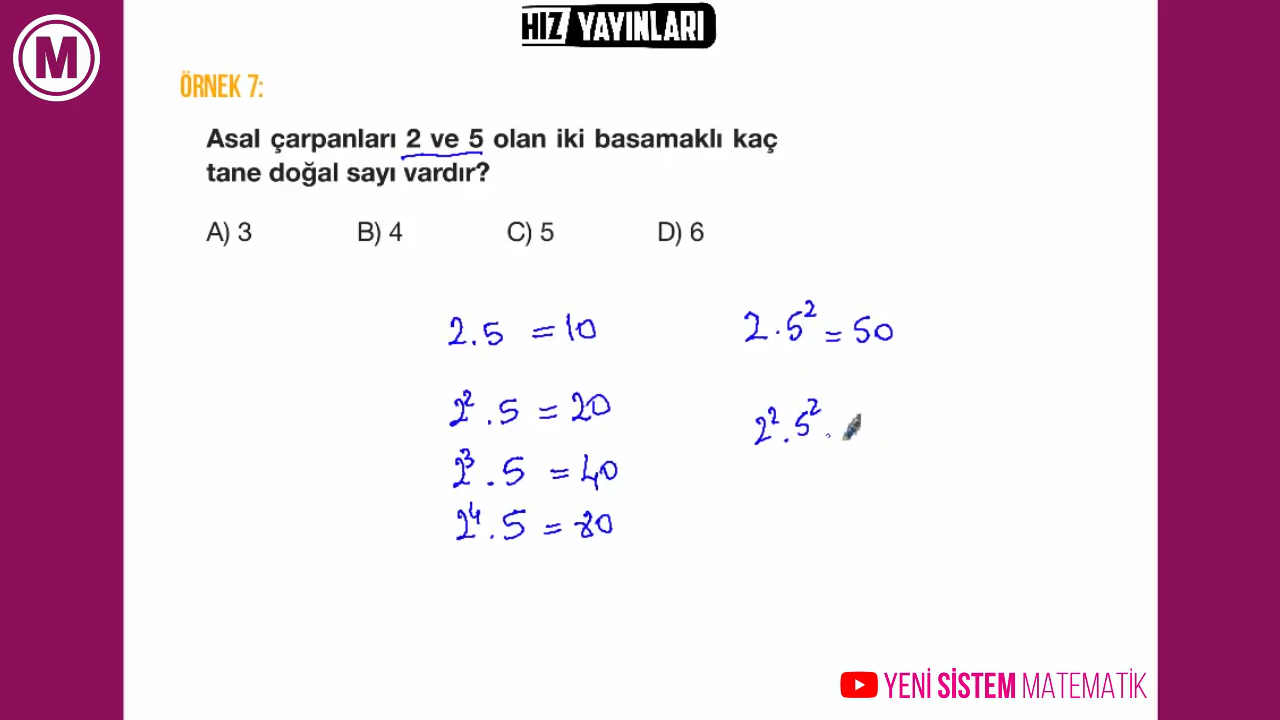 HIZ YAYINLARI
M
ÖRNEK 7:
Asal çarpanları 2 ve 5 olan iki basamaklı kaç
tane doğal sayı vardır?
A) 3 B) 4 C) 5 D) 6
2.5 = 10
2² . 5 = 20
2³ . 5 = 40
2⁴ . 5 = 80
2 . 5² = 50
2² . 5² .
YENİ SİSTEM MATEMATİK